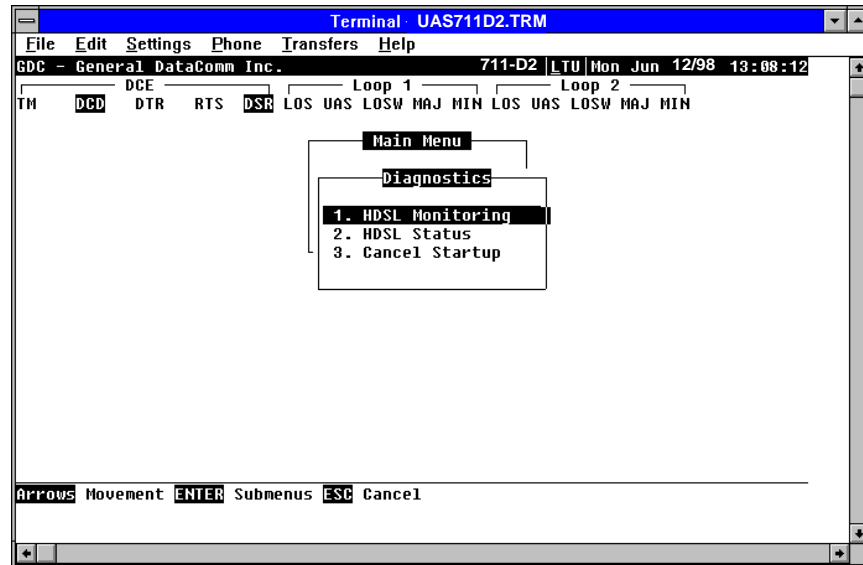 Terminal - UAS711D2.TRM
File Edit Settings Phone Transfers Help
GDC - General DataComm Inc. 711-D2 |LTU|Mon Jun 12/98 13:08:12
DCE Loop 1 Loop 2
TM DCD DTR RTS DSR LOS UAS LOSW MAJ MIN LOS UAS LOSW MAJ MIN
Main Menu
Diagnostics
1. HDSL Monitoring
2. HDSL Status
3. Cancel Startup
Arrows Movement ENTER Submenus ESC Cancel